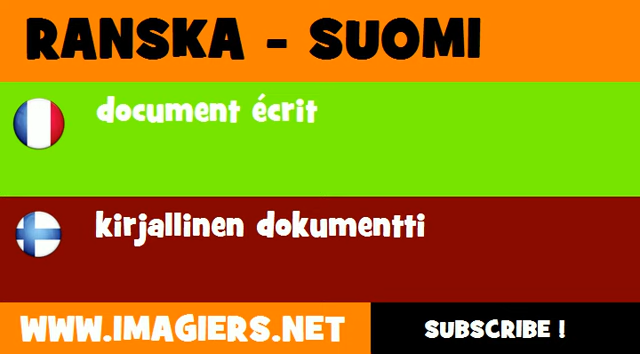 RANSKA - SUOMI
document écrit
kirjallinen dokumentti
WWW.IMAGIERS.NET
SUBSCRIBE !